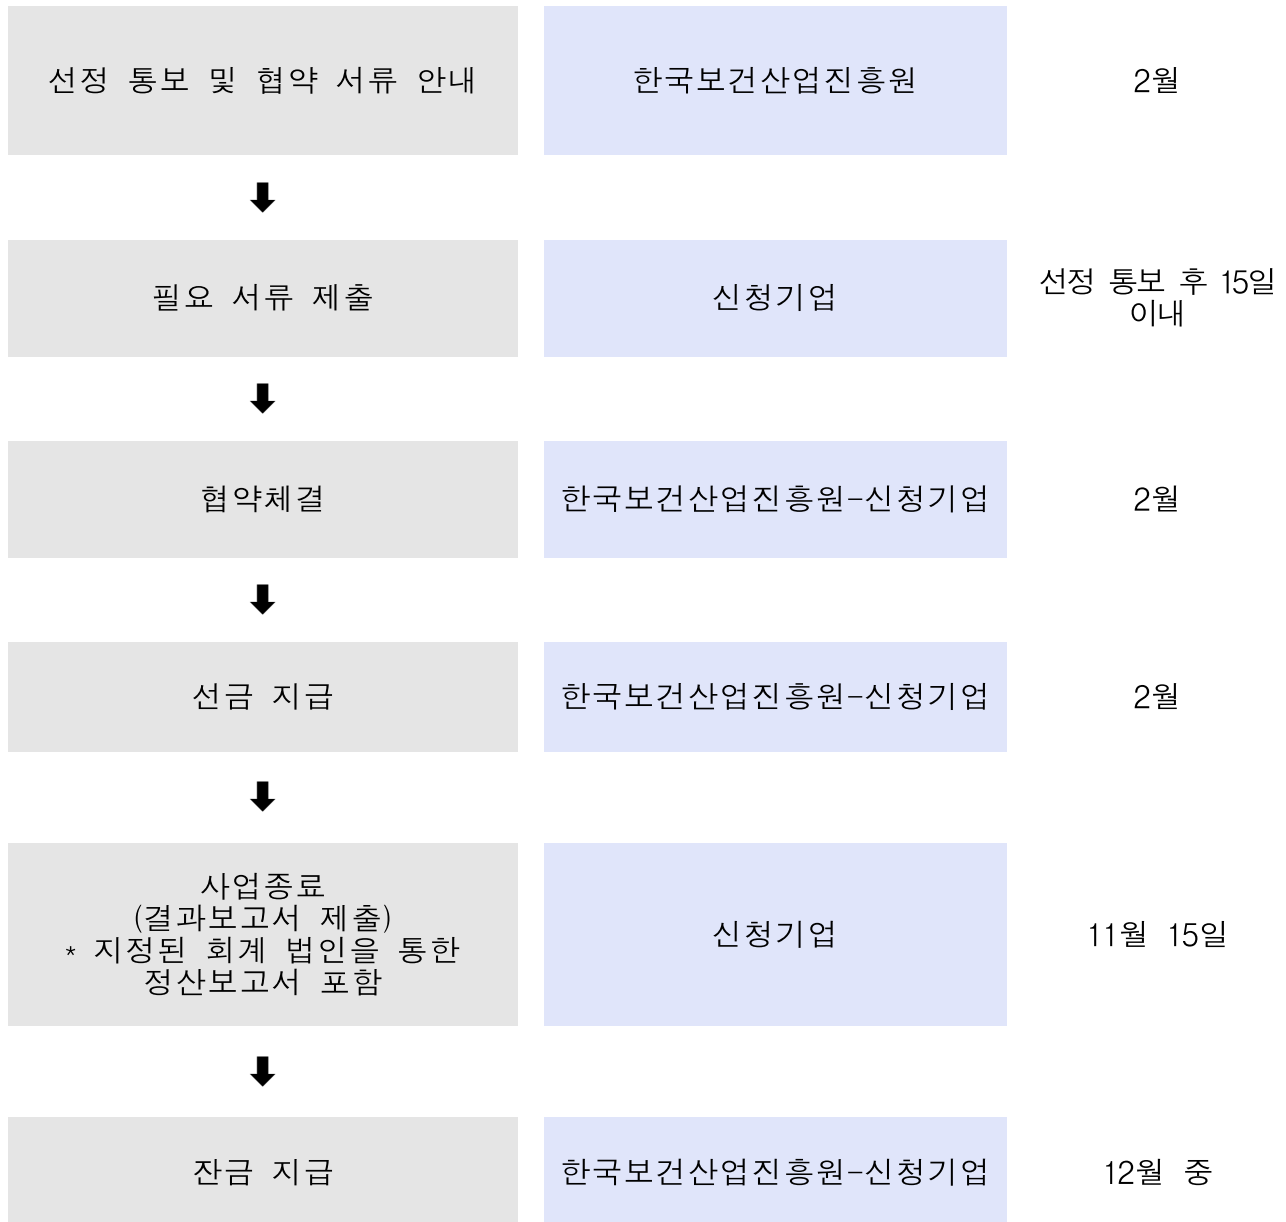 선정 통보 및 협약 서류 안내
한국보건산업진흥원
2월
필요 서류 제출
신청기업
선정 통보 후 15일
이내
협약체결
한국보건산업진흥원-신청기업
2월
선금 지급
한국보건산업진흥원-신청기업
2월
사업종료
(결과보고서 제출)
* 지정된 회계 법인을 통한
정산보고서 포함
신청기업
11월 15일
잔금 지급
한국보건산업진흥원-신청기업
12월 중